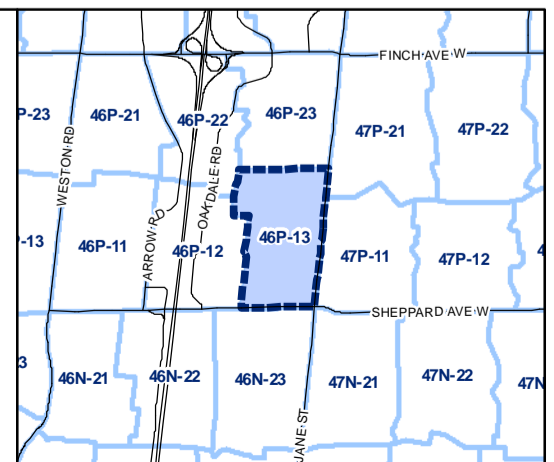 FINCH AVE W
P-23
46P-21
46P-22
46P-23
47P-21
47P-22
WESTON RD
OAKDALE RD
ARROW RD
-13
46P-11
46P-12
46P-13
47P-11
47P-12
4
SHEPPARD AVE W
3
46N-21
46N-22
46N-23
47N-21
47N-22
47N
JANE ST